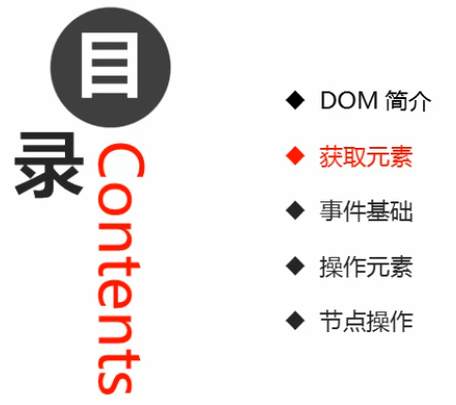 目
录
Contents
◆ DOM 简介
◆ 获取元素
◆ 事件基础
◆ 操作元素
◆ 节点操作